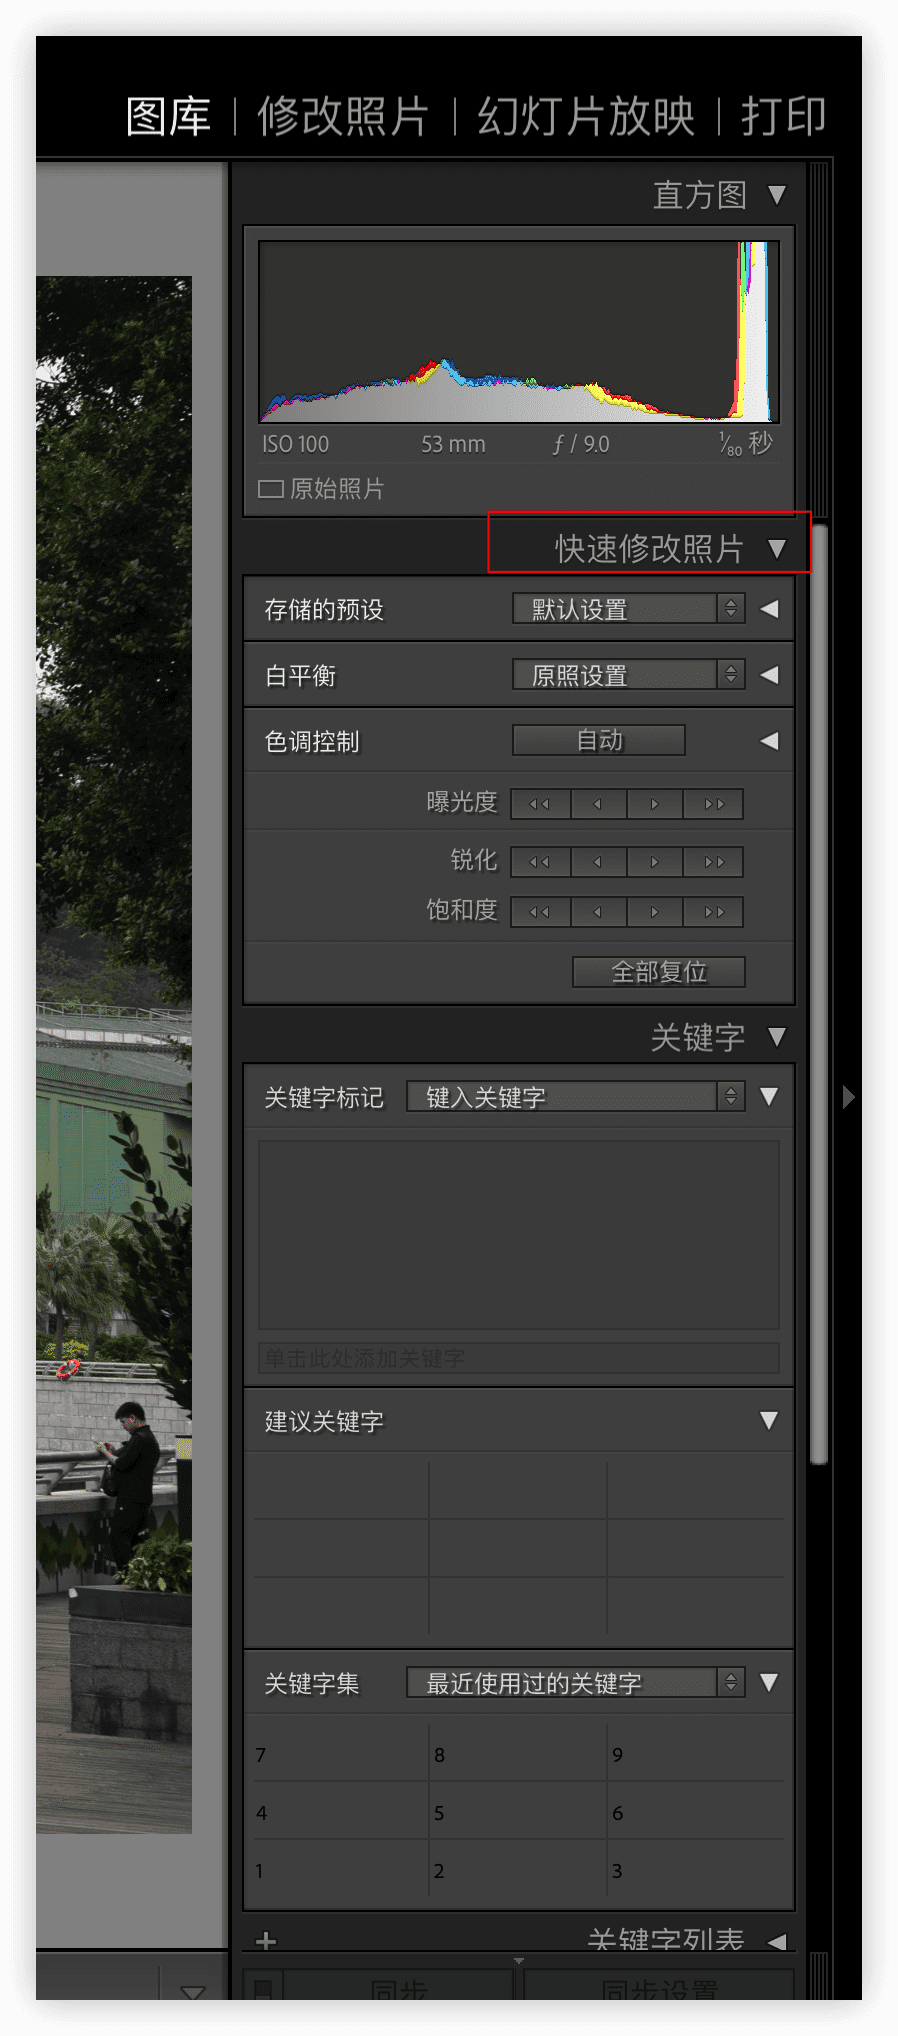 图库 | 修改照片 | 幻灯片放映 | 打印
直方图
ISO 100 53 mm ƒ / 9.0 1/80 秒
原始照片
快速修改照片
存储的预设 默认设置
白平衡 原照设置
色调控制 自动
曝光度
锐化
饱和度
全部复位
关键字
关键字标记 键入关键字
单击此处添加关键字
建议关键字
关键字集 最近使用过的关键字
7 8 9
4 5 6
1 2 3
关键字列表
同步 同步设置